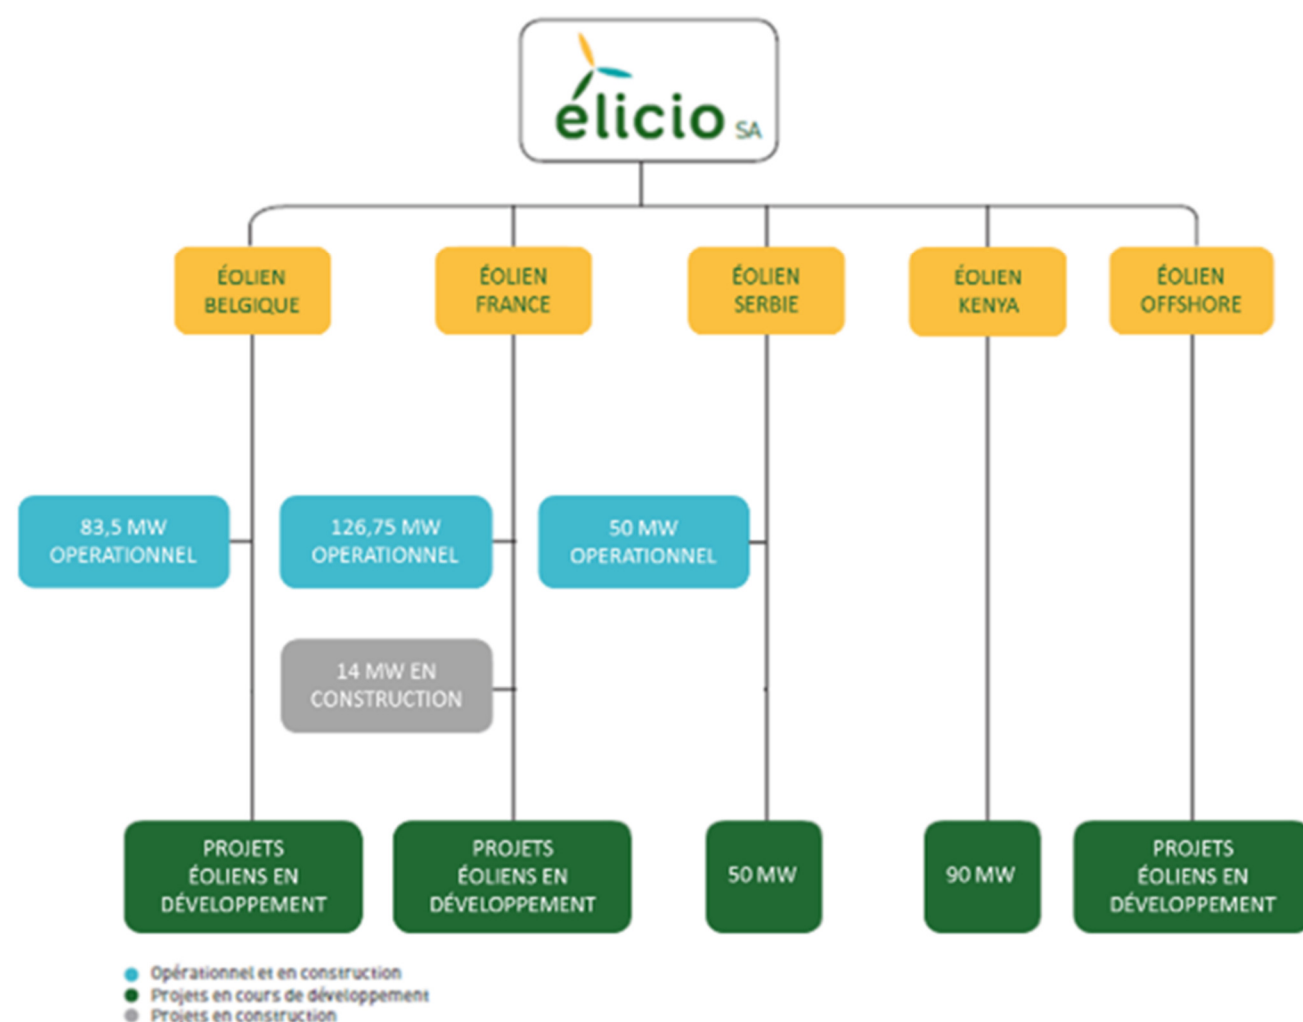 élicio SA
ÉOLIEN
BELGIQUE
ÉOLIEN
FRANCE
ÉOLIEN
SERBIE
ÉOLIEN
KENYA
ÉOLIEN
OFFSHORE
83,5 MW
OPERATIONNEL
126,75 MW
OPERATIONNEL
50 MW
OPERATIONNEL
14 MW EN
CONSTRUCTION
PROJETS
ÉOLIENS EN
DÉVELOPPEMENT
PROJETS
ÉOLIENS EN
DÉVELOPPEMENT
50 MW
90 MW
PROJETS
ÉOLIENS EN
DÉVELOPPEMENT
Opérationnel et en construction
Projets en cours de développement
Projets en construction